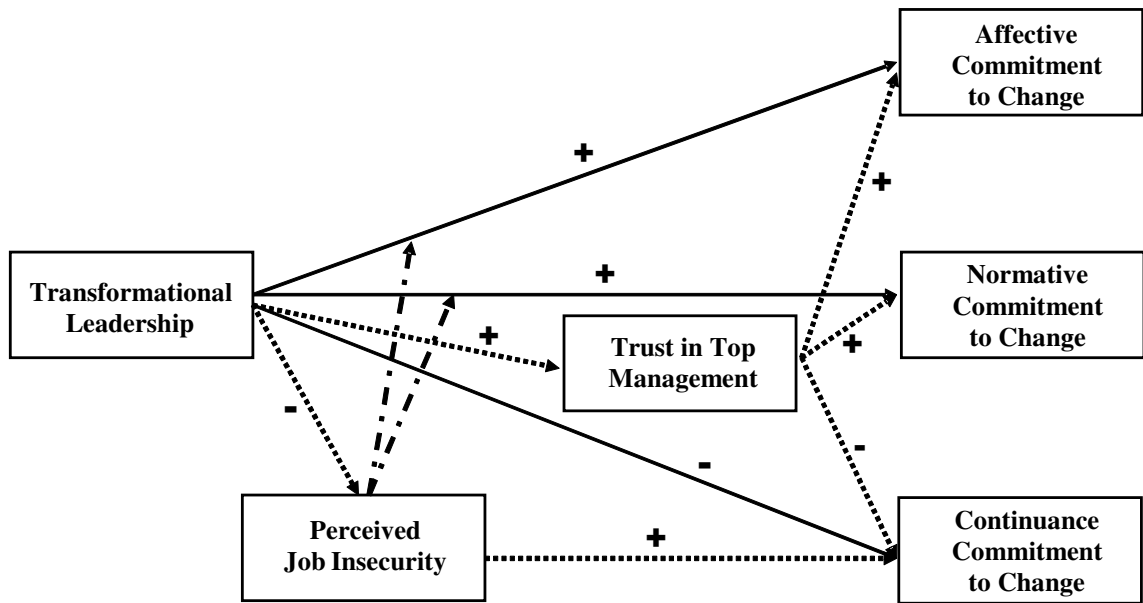 Affective
Commitment
to Change
+
+
Transformational
Leadership
+
Normative
Commitment
to Change
+
Trust in Top
Management
+
-
-
-
Perceived
Job Insecurity
+
Continuance
Commitment
to Change